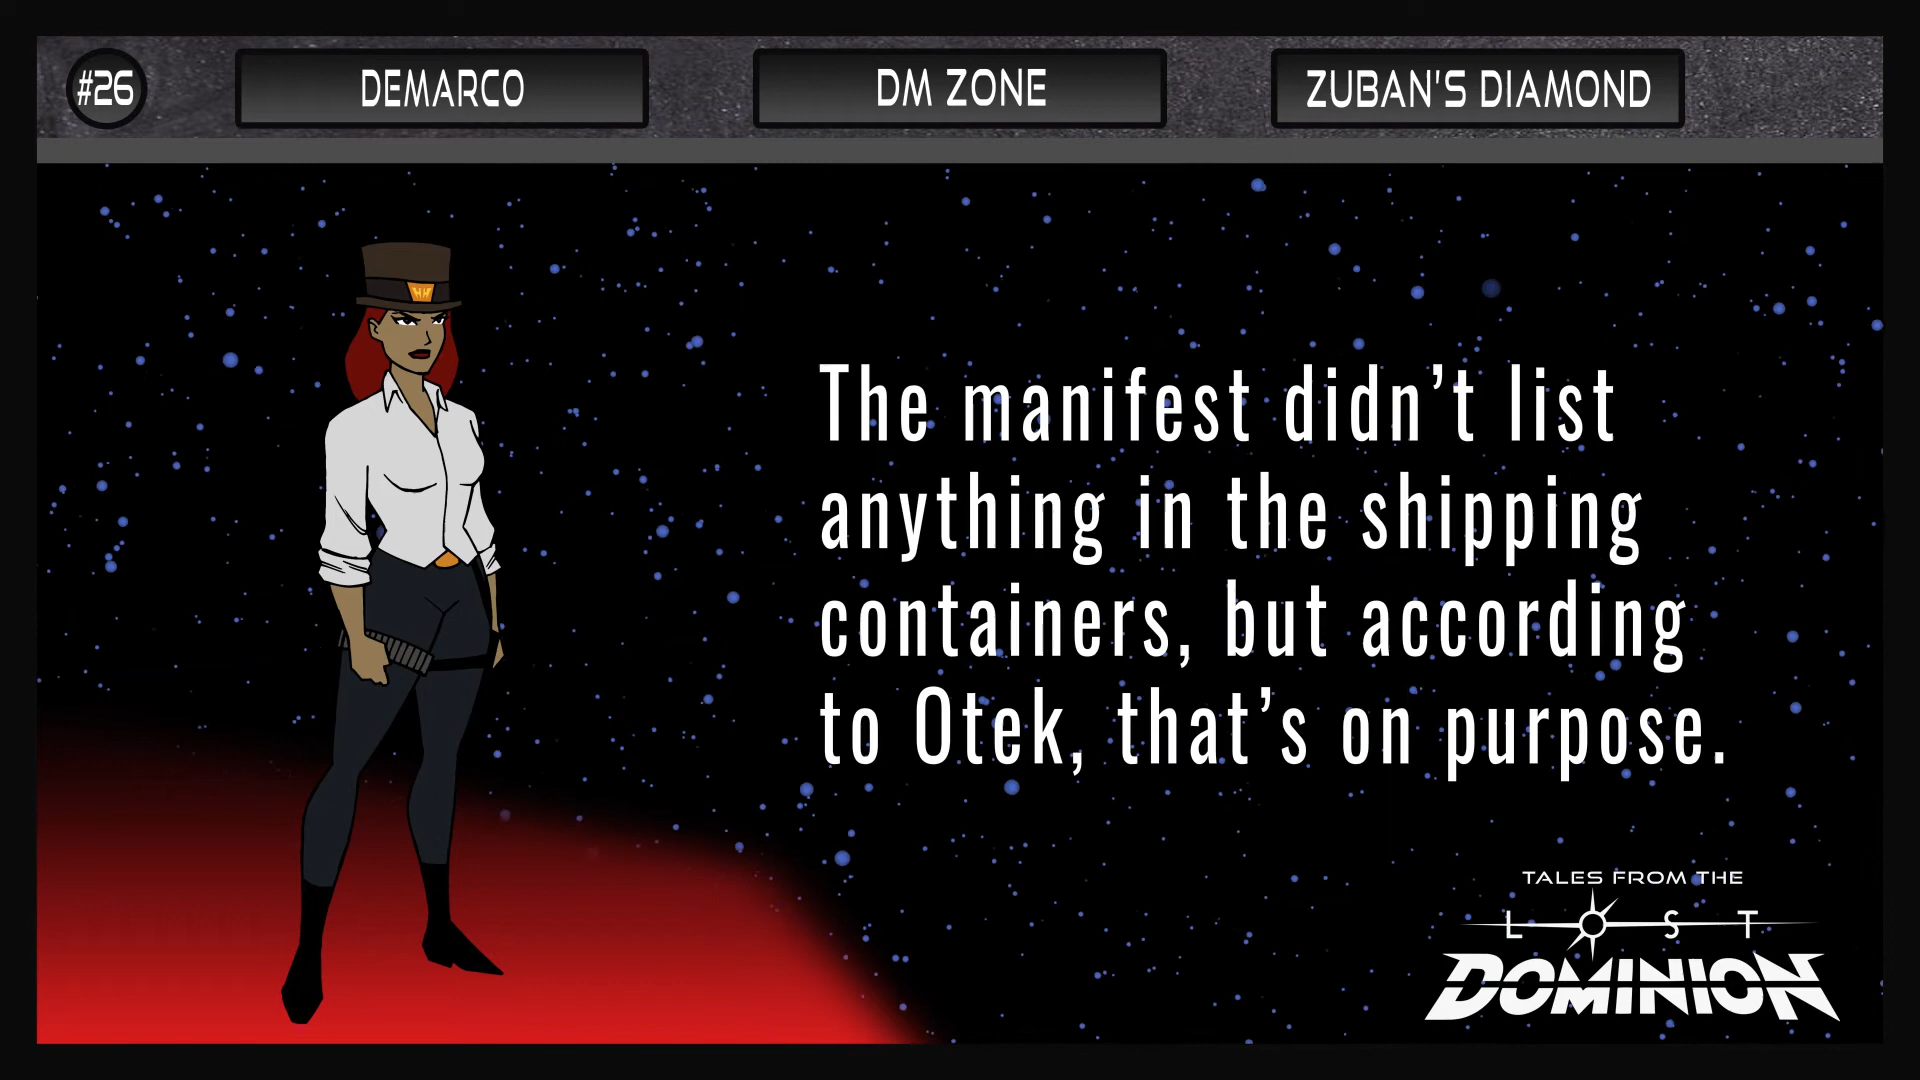 #26
DEMARCO
DM ZONE
ZUBAN'S DIAMOND
The manifest didn’t list
anything in the shipping
containers, but according
to Otek, that’s on purpose.
TALES FROM THE
LOST
DOMINION